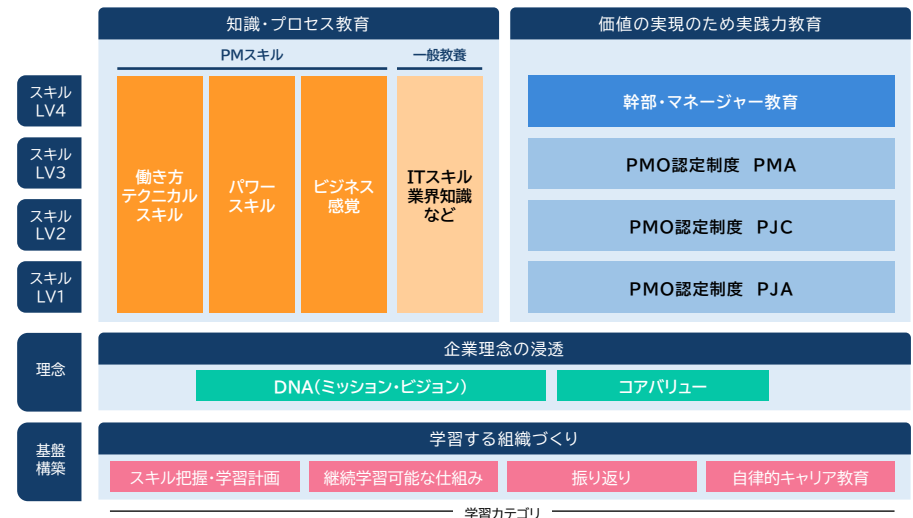 知識・プロセス教育
価値の実現のため実践力教育
PMスキル
一般教養
スキル
LV4
スキル
LV3
スキル
LV2
スキル
LV1
働き方
テクニカル
スキル
パワー
スキル
ビジネス
感覚
ITスキル
業界知識
など
幹部・マネージャー教育
PMO認定制度 PMA
PMO認定制度 PJC
PMO認定制度 PJA
理念
企業理念の浸透
DNA(ミッション・ビジョン)
コアバリュー
基盤
構築
学習する組織づくり
スキル把握・学習計画
継続学習可能な仕組み
振り返り
自律的キャリア教育
学習カテゴリ